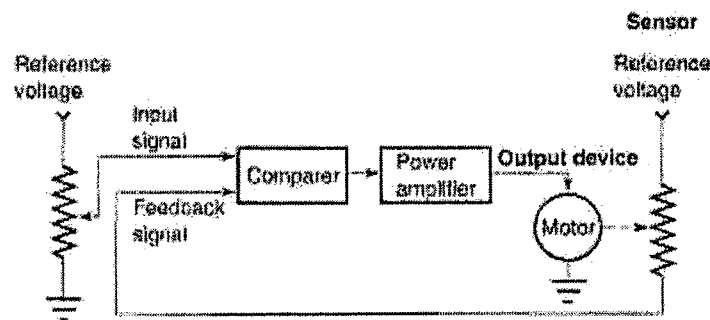 Sensor
Reference
voltage
Reference
voltage
Input
signal
Comparer
Power
amplifier
Output device
Feedback
signal
Motor